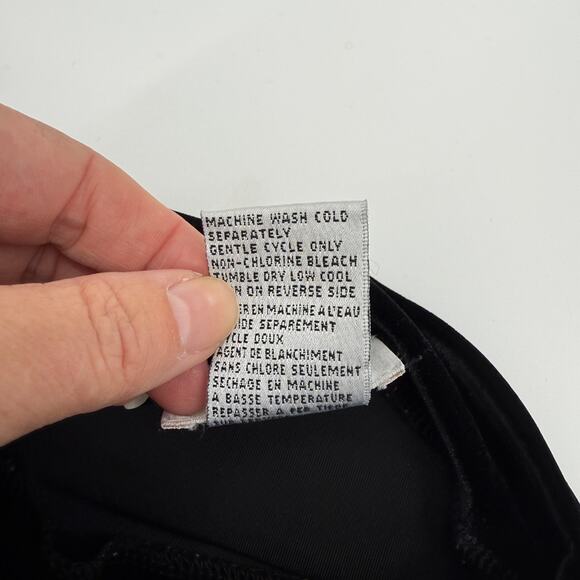 MACHINE WASH COLD
SEPARATELY
GENTLE CYCLE ONLY
NON-CHLORINE BLEACH
TUMBLE DRY LOW COOL
ON REVERSE SIDE
EN MACHINE A L'EAU
SEPAREMENT
DOUX
AGENT DE BLANCHIMENT
SANS CHLORE SEULEMENT
SECHAGE EN MACHINE
A BASSE TEMPERATURE
REPASSER A FER